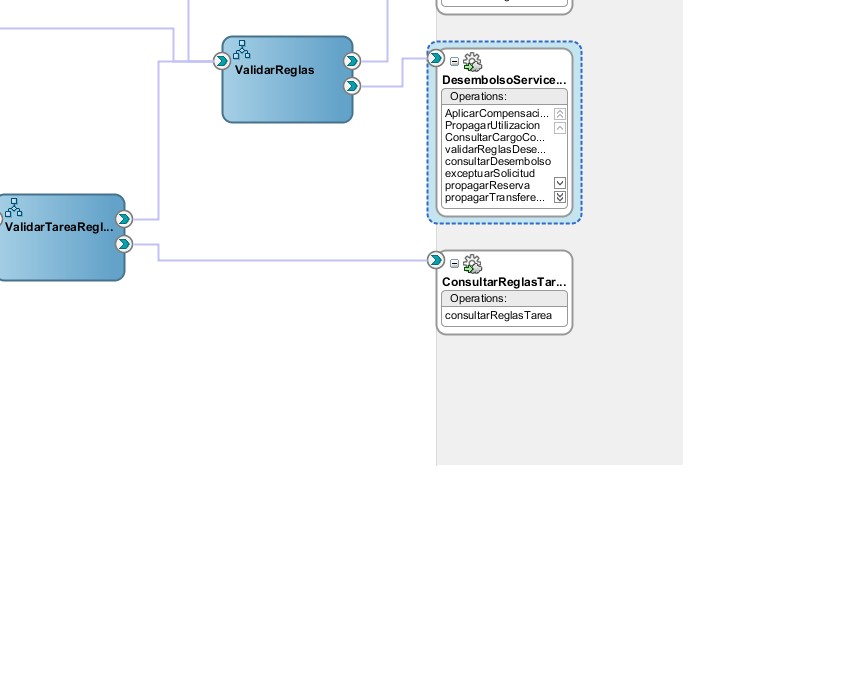 ValidarReglas
DesembolsoService...
Operations:
AplicarCompensaci...
PropagarUtilizacion
ConsultarCargoCo...
validarReglasDese...
consultarDesembolso
exceptuarSolicitud
propagarReserva
propagarTransfere...
ValidarTareaRegl...
ConsultarReglasTar...
Operations:
consultarReglasTarea